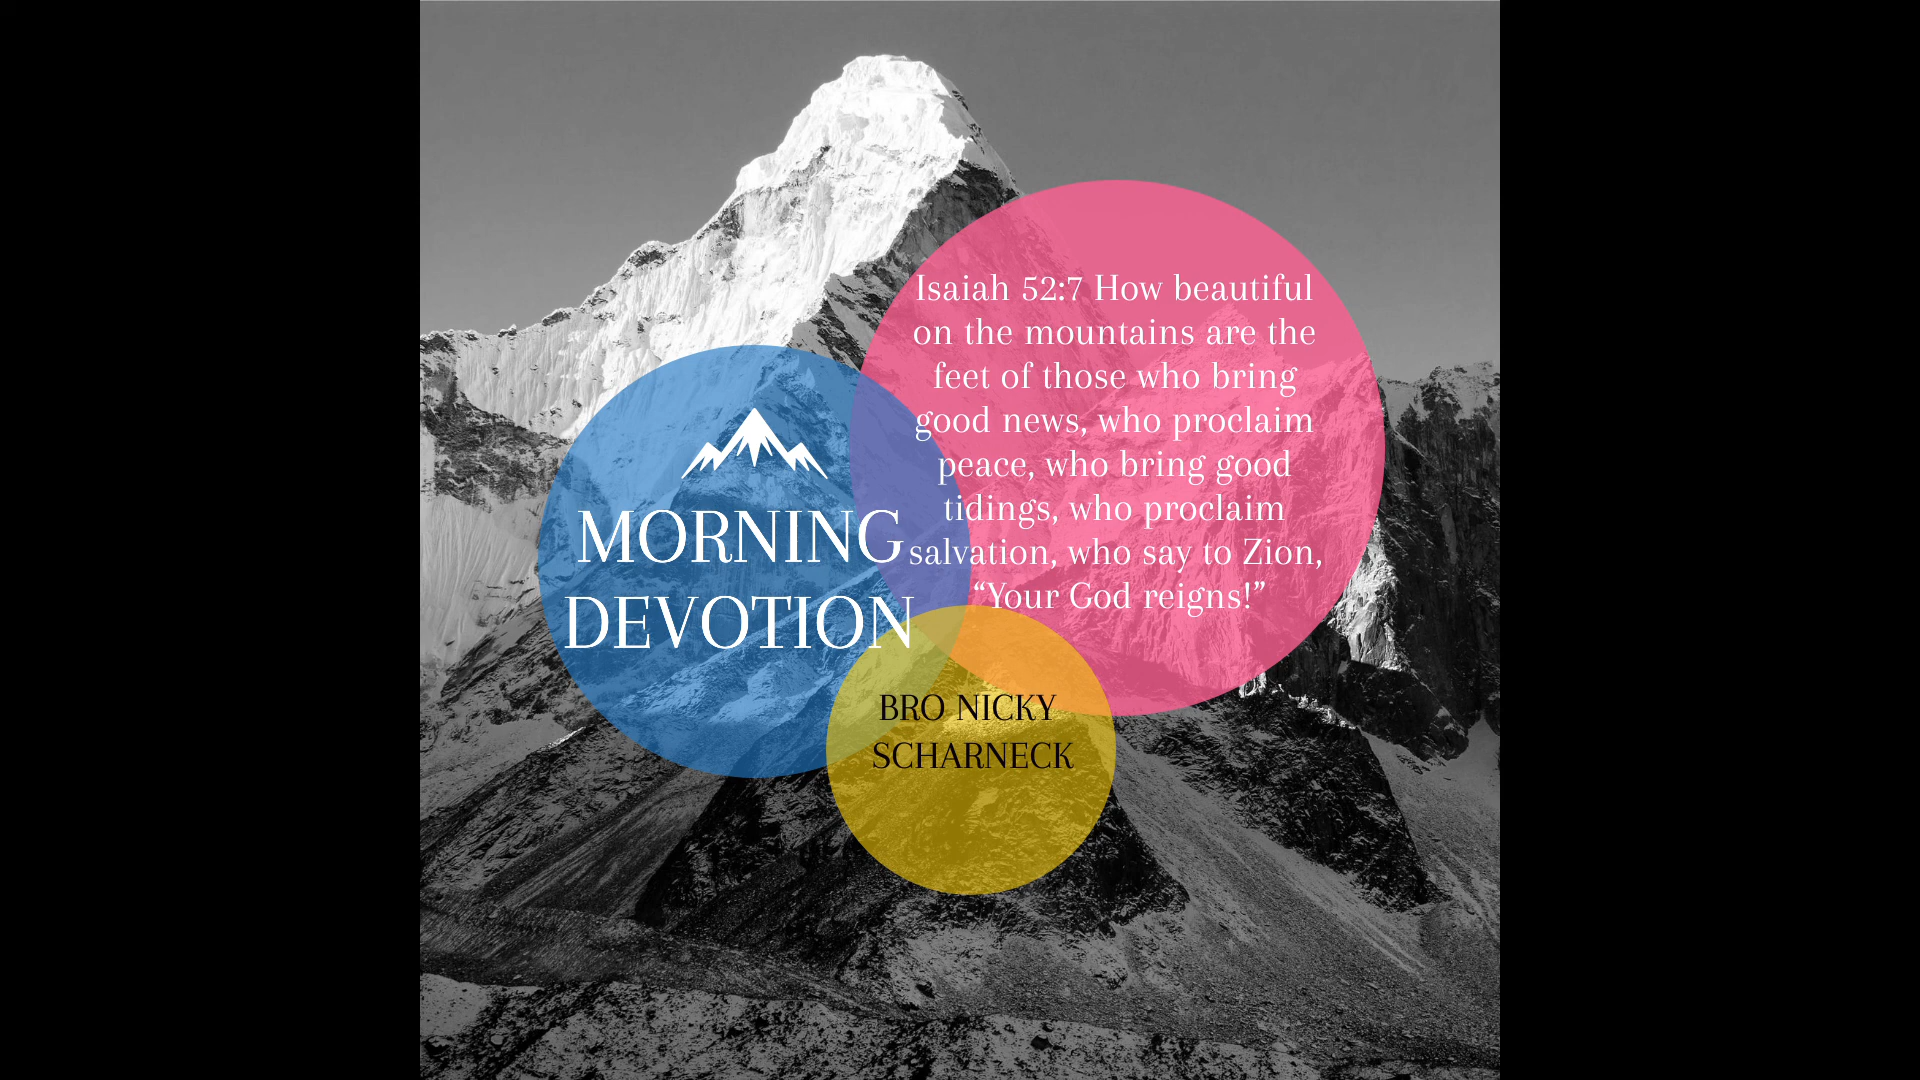 MORNING
DEVOTION
Isaiah 52:7 How beautiful
on the mountains are the
feet of those who bring
good news, who proclaim
peace, who bring good
tidings, who proclaim
salvation, who say to Zion,
“Your God reigns!”
BRO NICKY
SCHARNECK